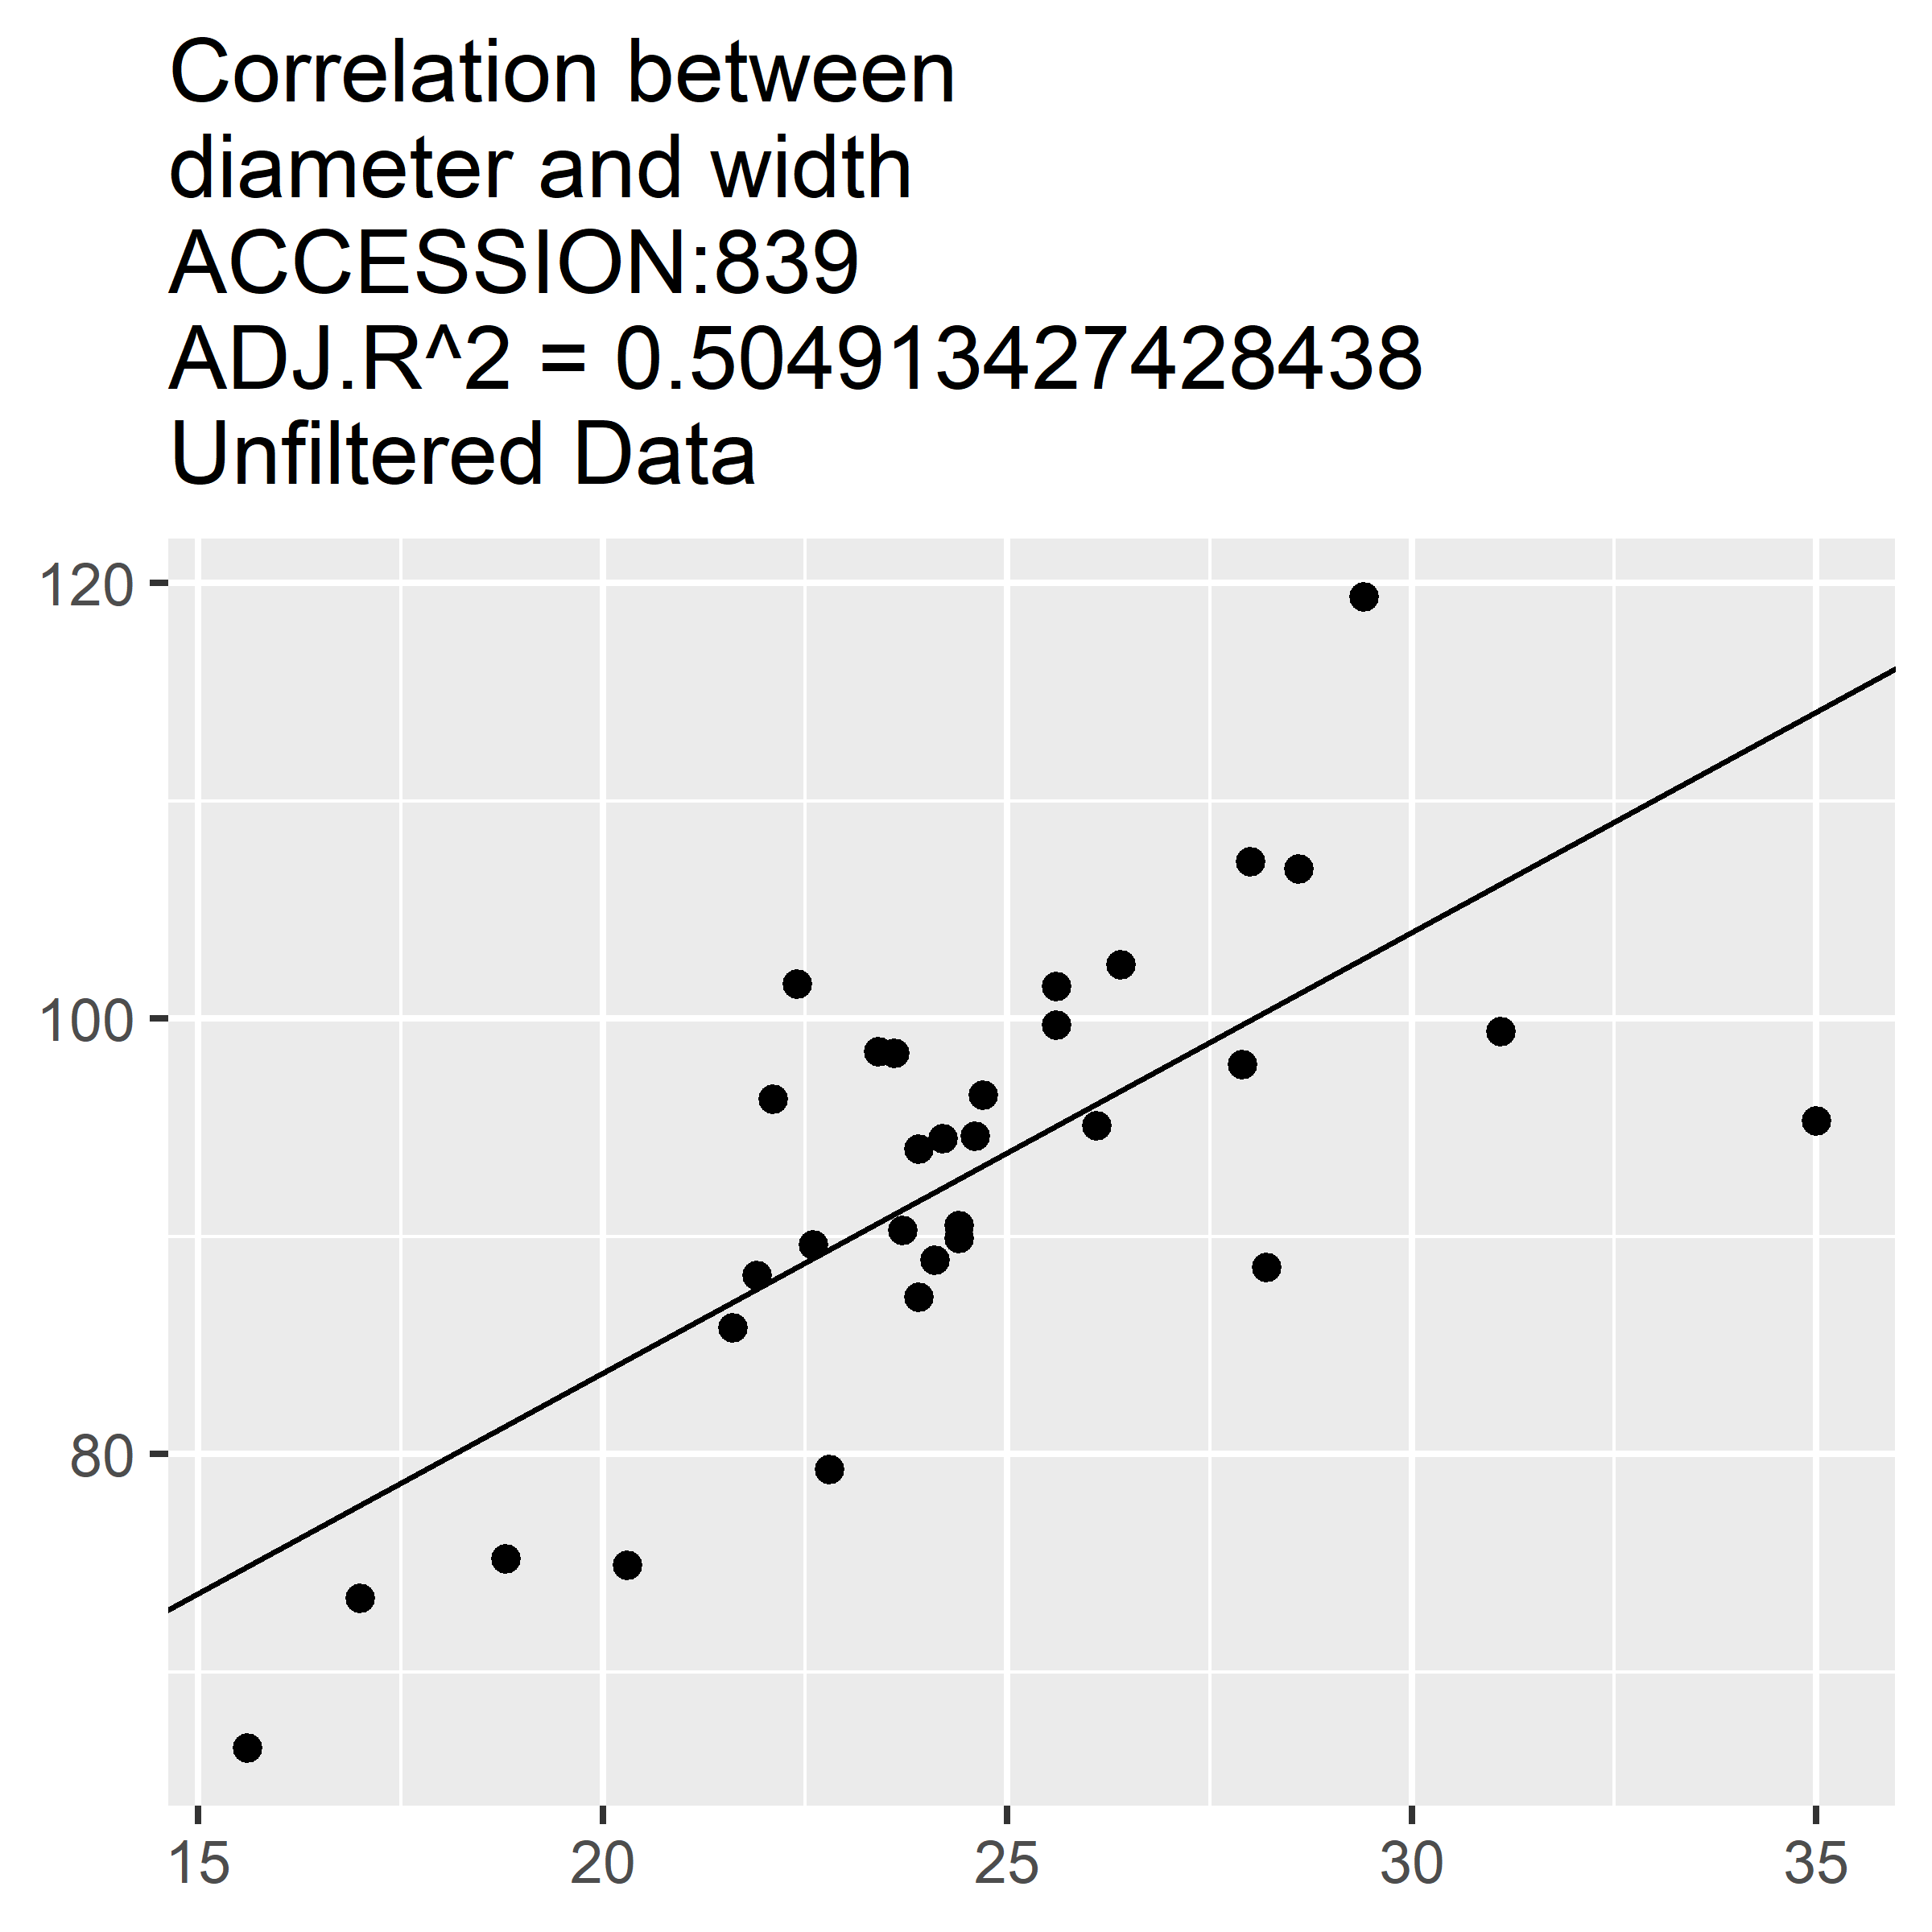 Correlation between
diameter and width
ACCESSION:839
ADJ.R^2 = 0.504913427428438
Unfiltered Data
120
100
80
15 20 25 30 35